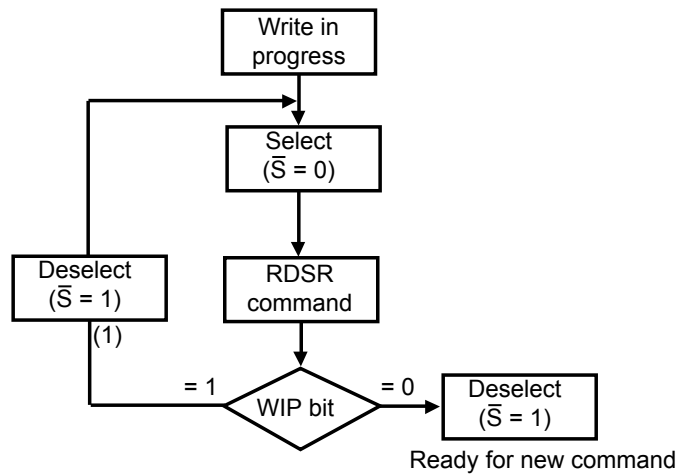 Write in
progress
Select
(S̅ = 0)
Deselect
(S̅ = 1)
(1)
RDSR
command
= 1
WIP bit
= 0
Deselect
(S̅ = 1)
Ready for new command